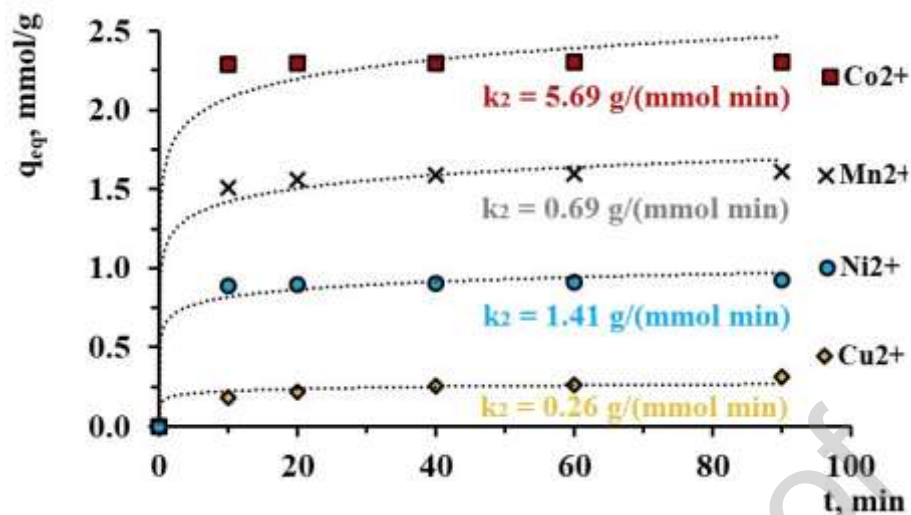 q_eq, mmol/g
2.5
2.0
1.5
1.0
0.5
0.0
k₂ = 5.69 g/(mmol min)
k₂ = 0.69 g/(mmol min)
k₂ = 1.41 g/(mmol min)
k₂ = 0.26 g/(mmol min)
Co2+
Mn2+
Ni2+
Cu2+
0 20 40 60 80 100
t, min